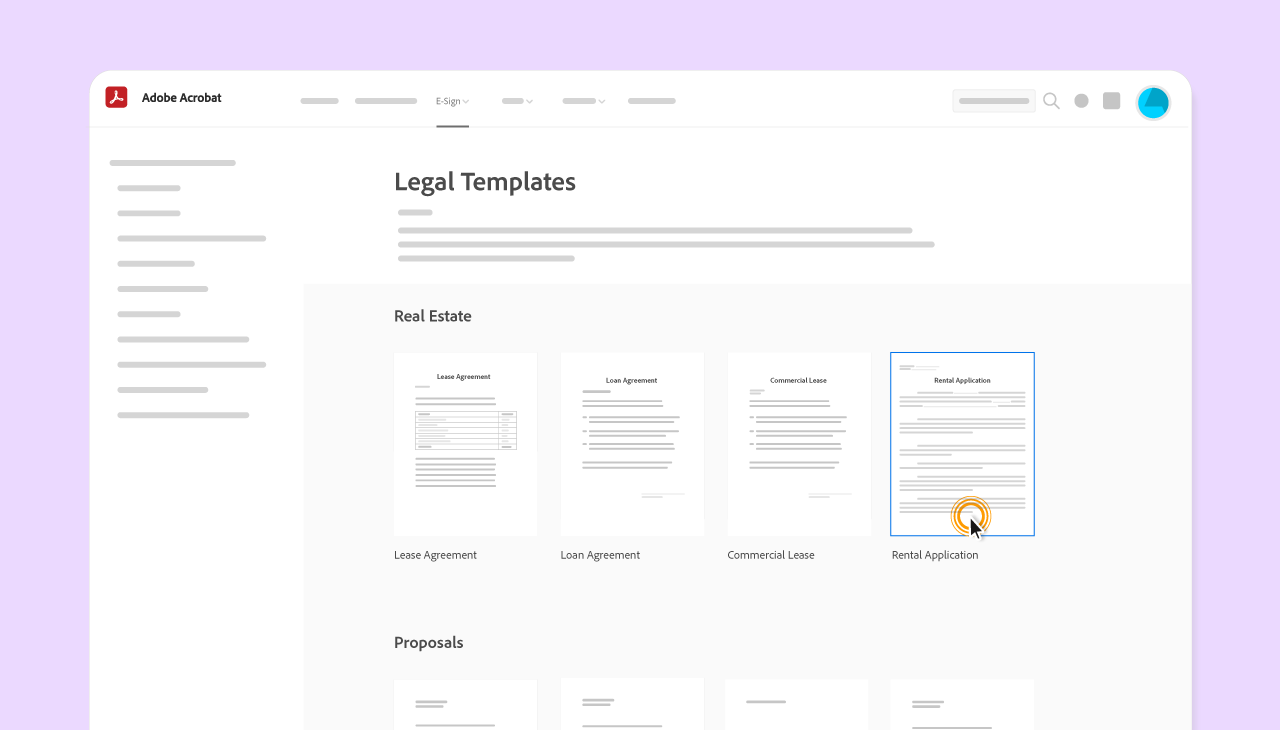 Adobe Acrobat
E-Sign
Legal Templates
Real Estate
Lease Agreement
Loan Agreement
Commercial Lease
Rental Application
Lease Agreement
Loan Agreement
Commercial Lease
Rental Application
Proposals